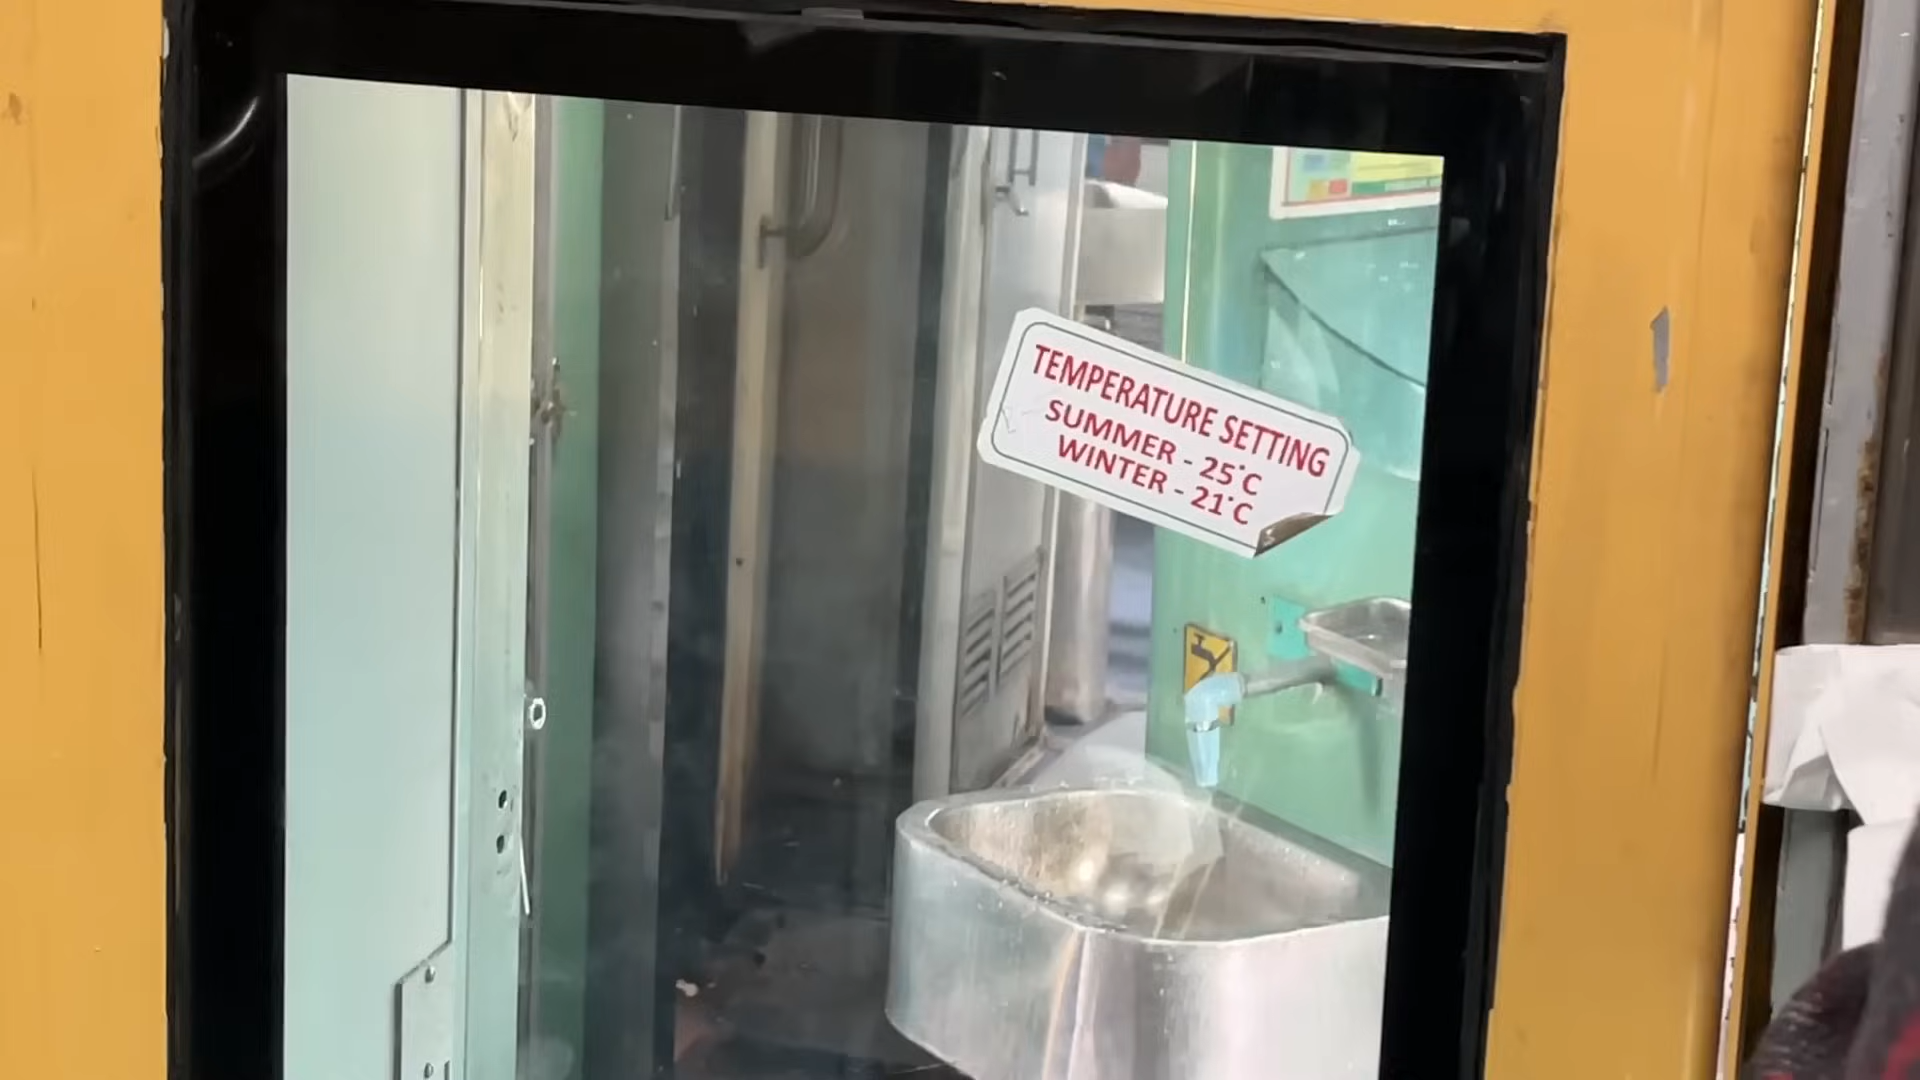 TEMPERATURE SETTING
SUMMER - 25°C
WINTER - 21°C